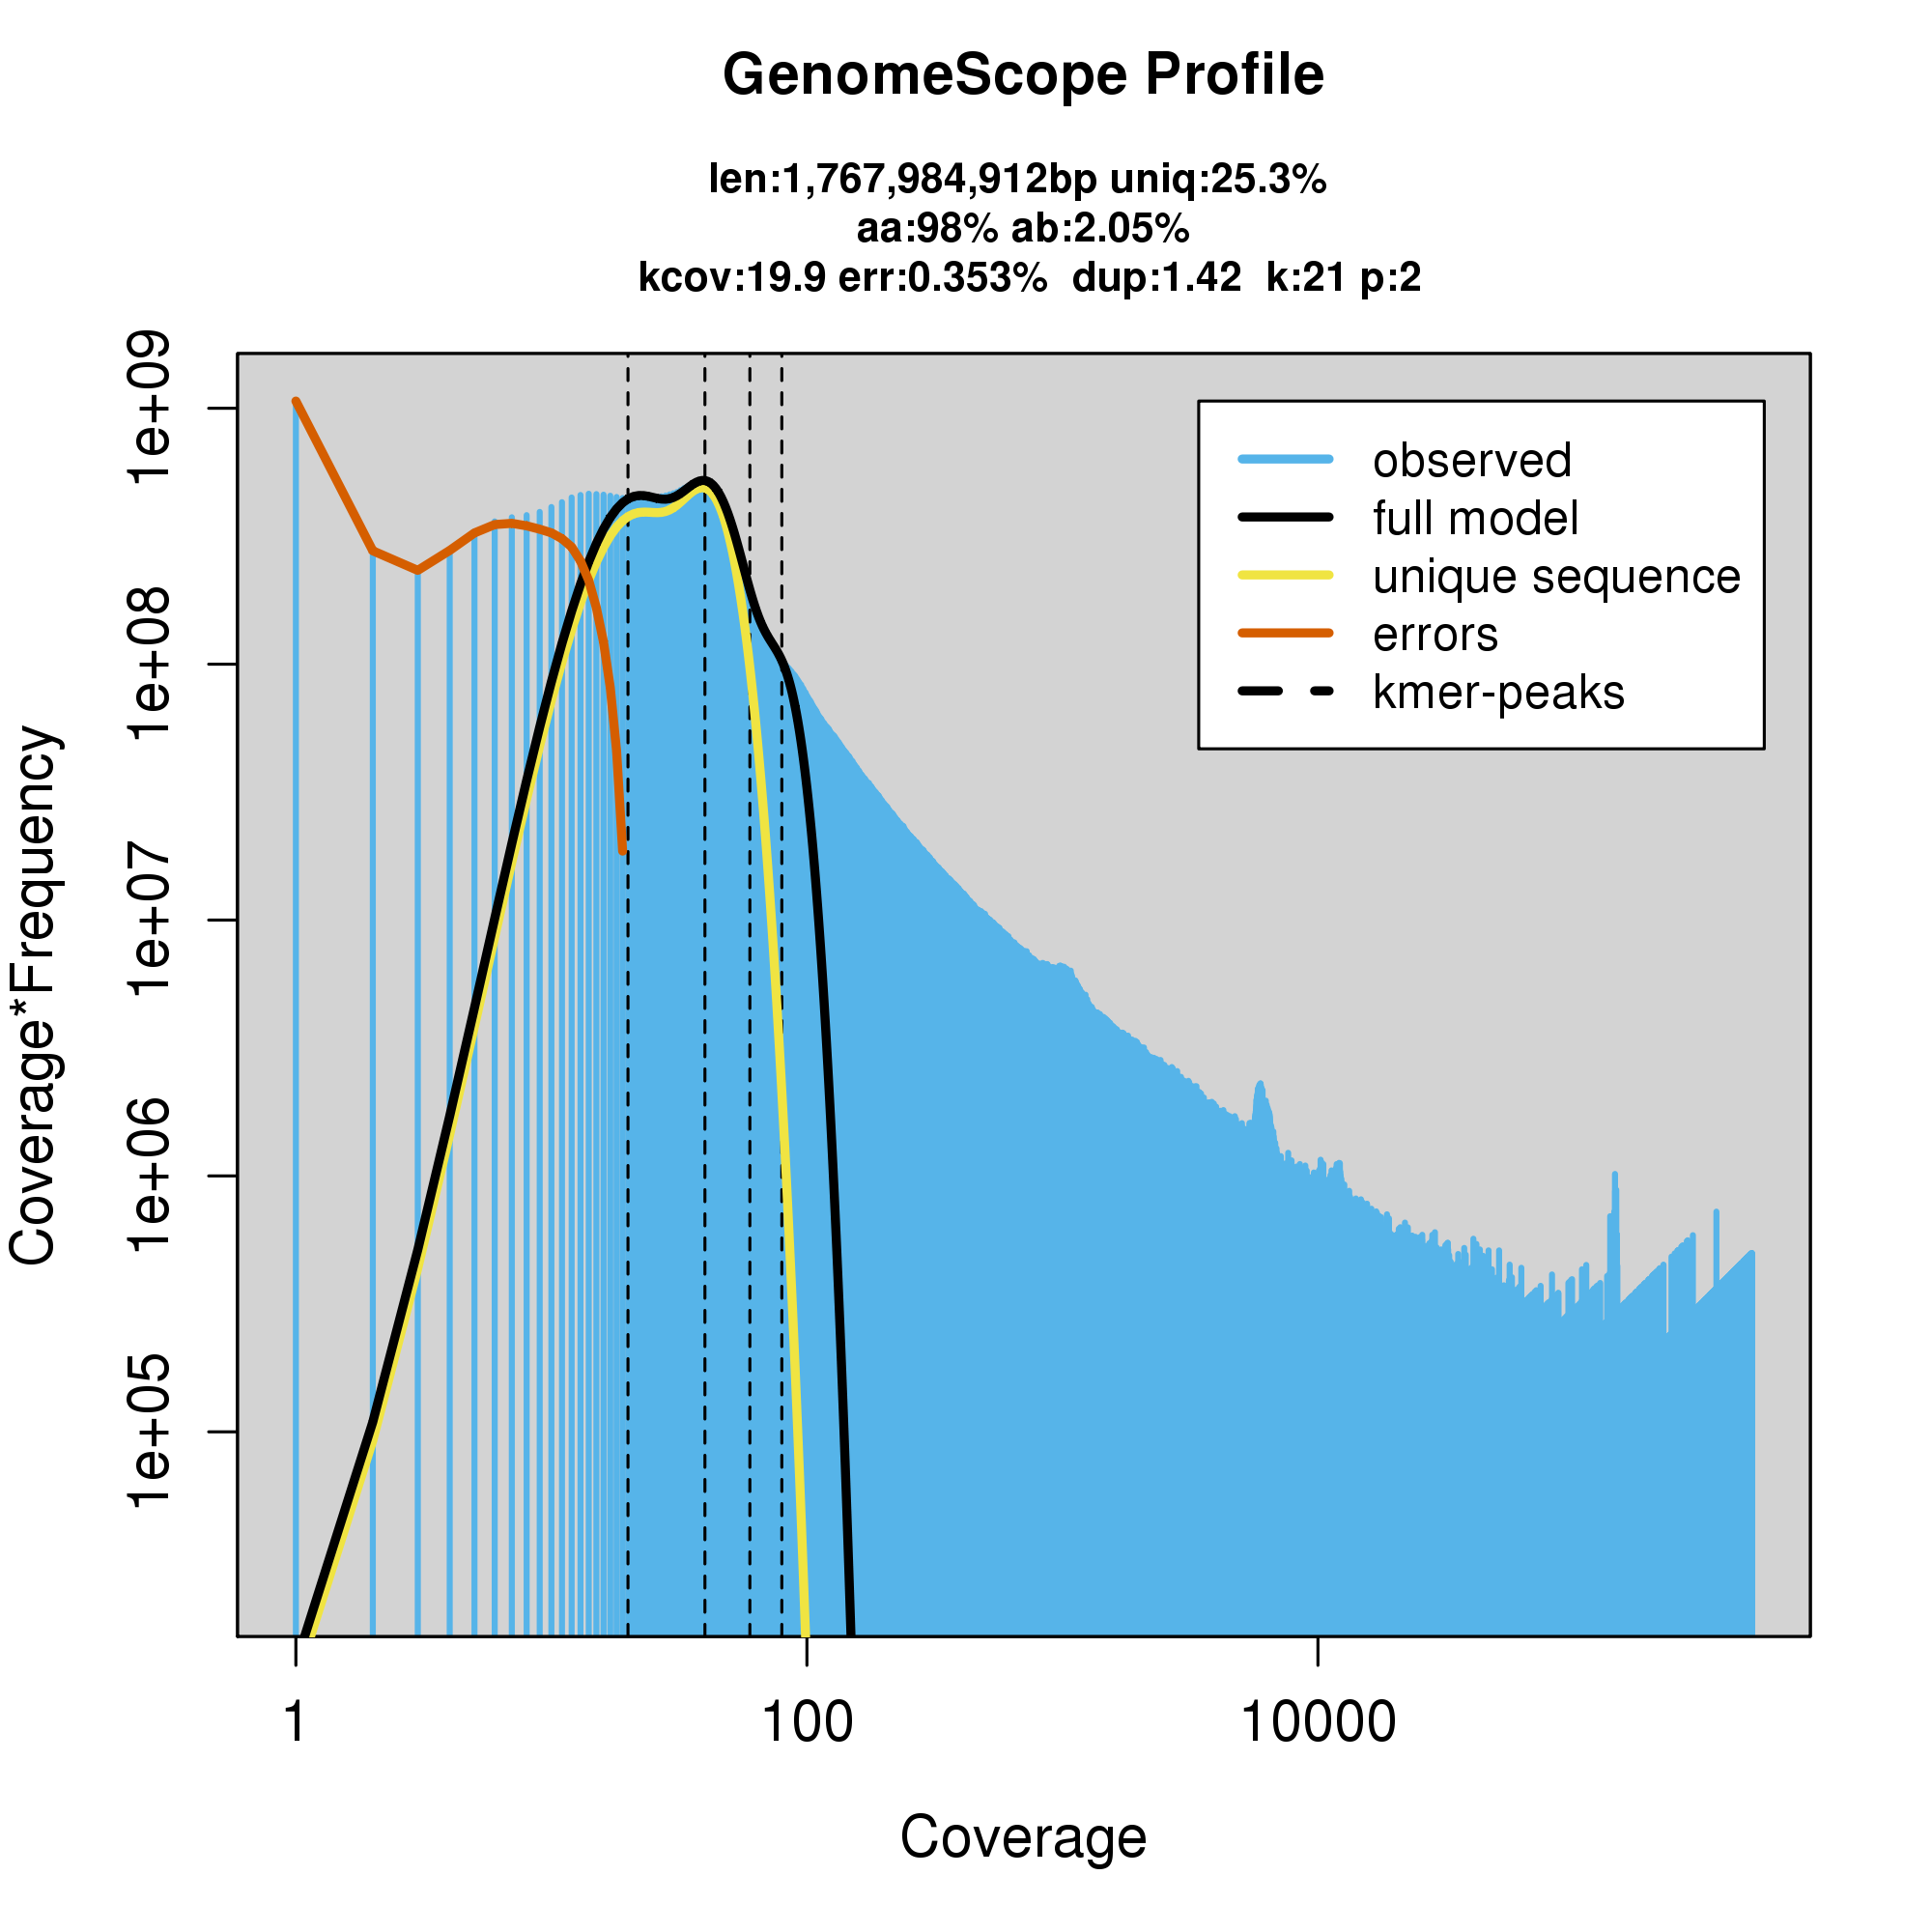 GenomeScope Profile
len:1,767,984,912bp uniq:25.3%
aa:98% ab:2.05%
kcov:19.9 err:0.353% dup:1.42 k:21 p:2
Coverage*Frequency
1e+09
1e+08
1e+07
1e+06
1e+05
observed
full model
unique sequence
errors
kmer-peaks
1 100 10000
Coverage